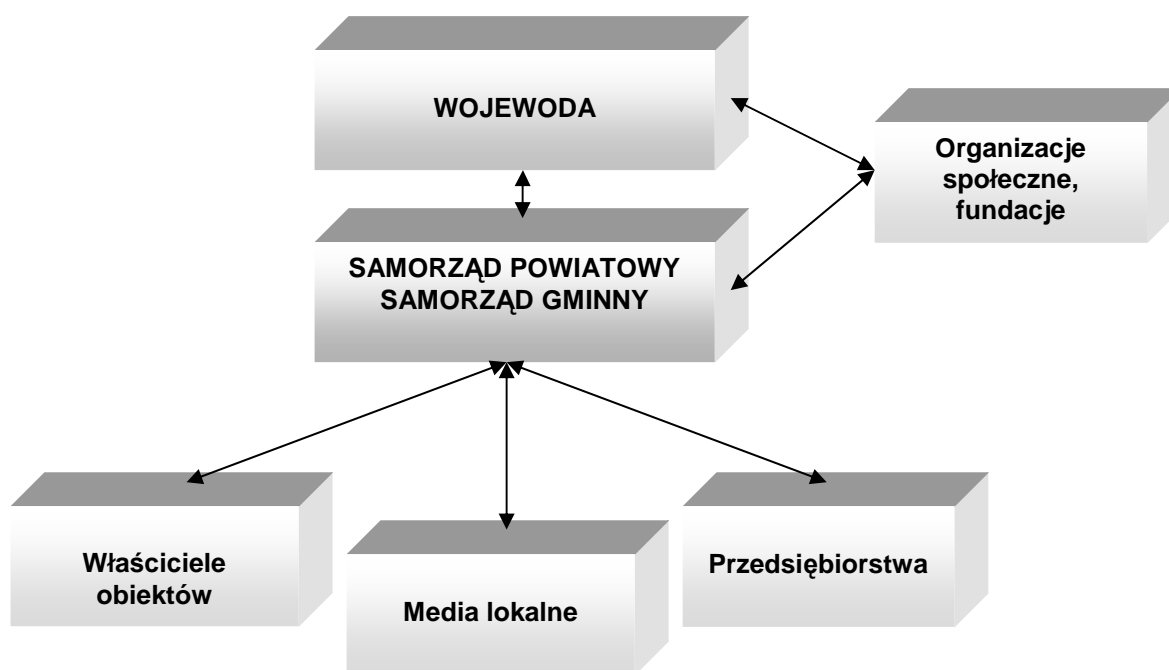 WOJEWODA
Organizacje
społeczne,
fundacje
SAMORZĄD POWIATOWY
SAMORZĄD GMINNY
Właściciele
obiektów
Media lokalne
Przedsiębiorstwa